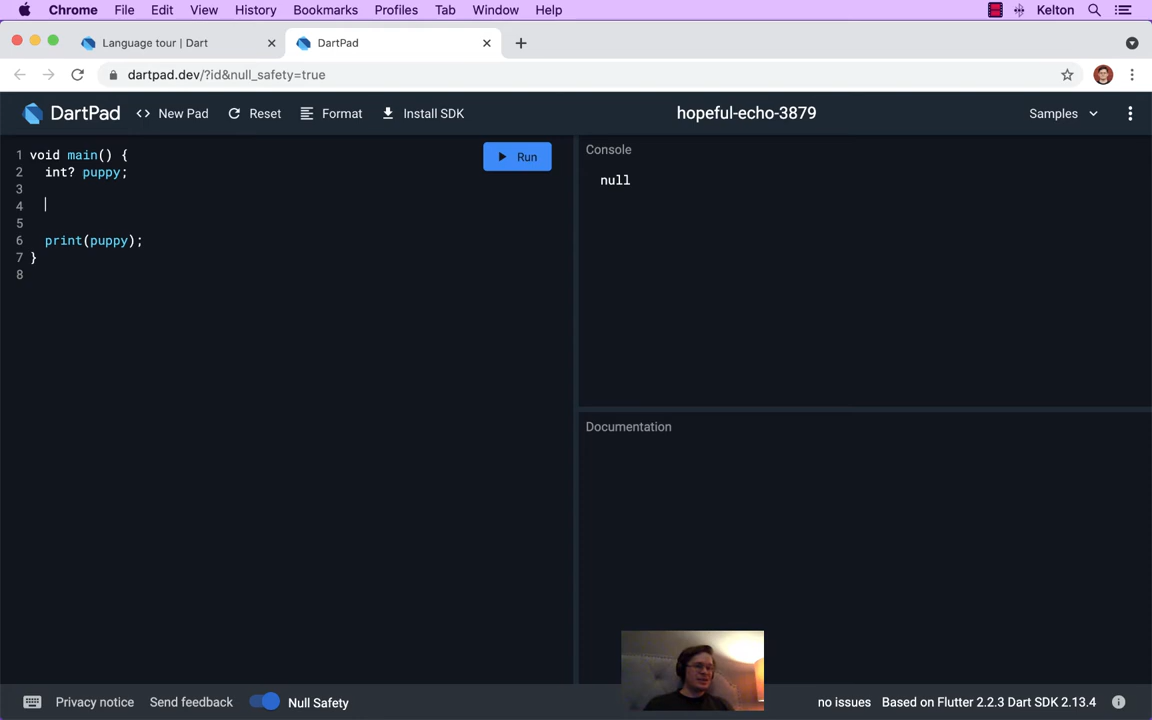 Chrome File Edit View History Bookmarks Profiles Tab Window Help Kelton
Language tour | Dart DartPad
dartpad.dev/?id&null_safety=true
DartPad <> New Pad Reset Format Install SDK hopeful-echo-3879 Samples
1 void main() {
2 int? puppy;
3
4
5
6 print(puppy);
7 }
8
Run
Console
null
Documentation
Privacy notice Send feedback Null Safety no issues Based on Flutter 2.2.3 Dart SDK 2.13.4